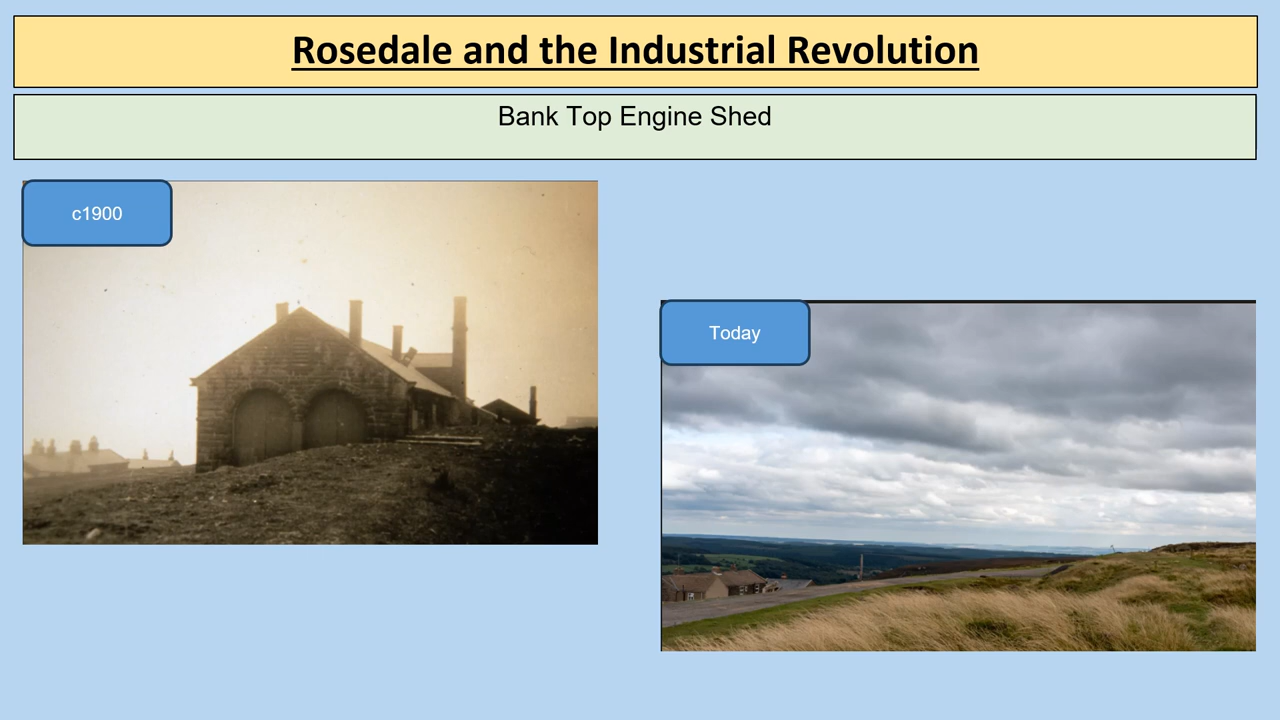 Rosedale and the Industrial Revolution
Bank Top Engine Shed
c1900
Today